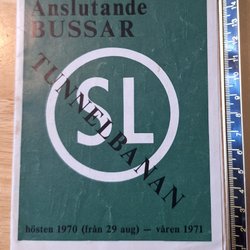 Anslutande
BUSSAR
TUNNELBANAN
SL
hösten 1970 (från 29 aug) — våren 1971